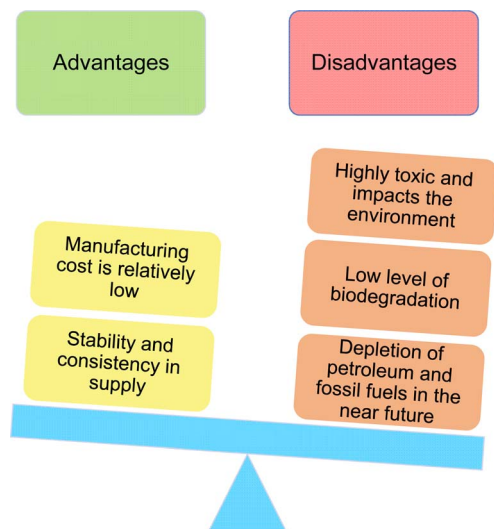 Advantages
Disadvantages
Highly toxic and
impacts the
environment
Manufacturing
cost is relatively
low
Low level of
biodegradation
Stability and
consistency in
supply
Depletion of
petroleum and
fossil fuels in the
near future